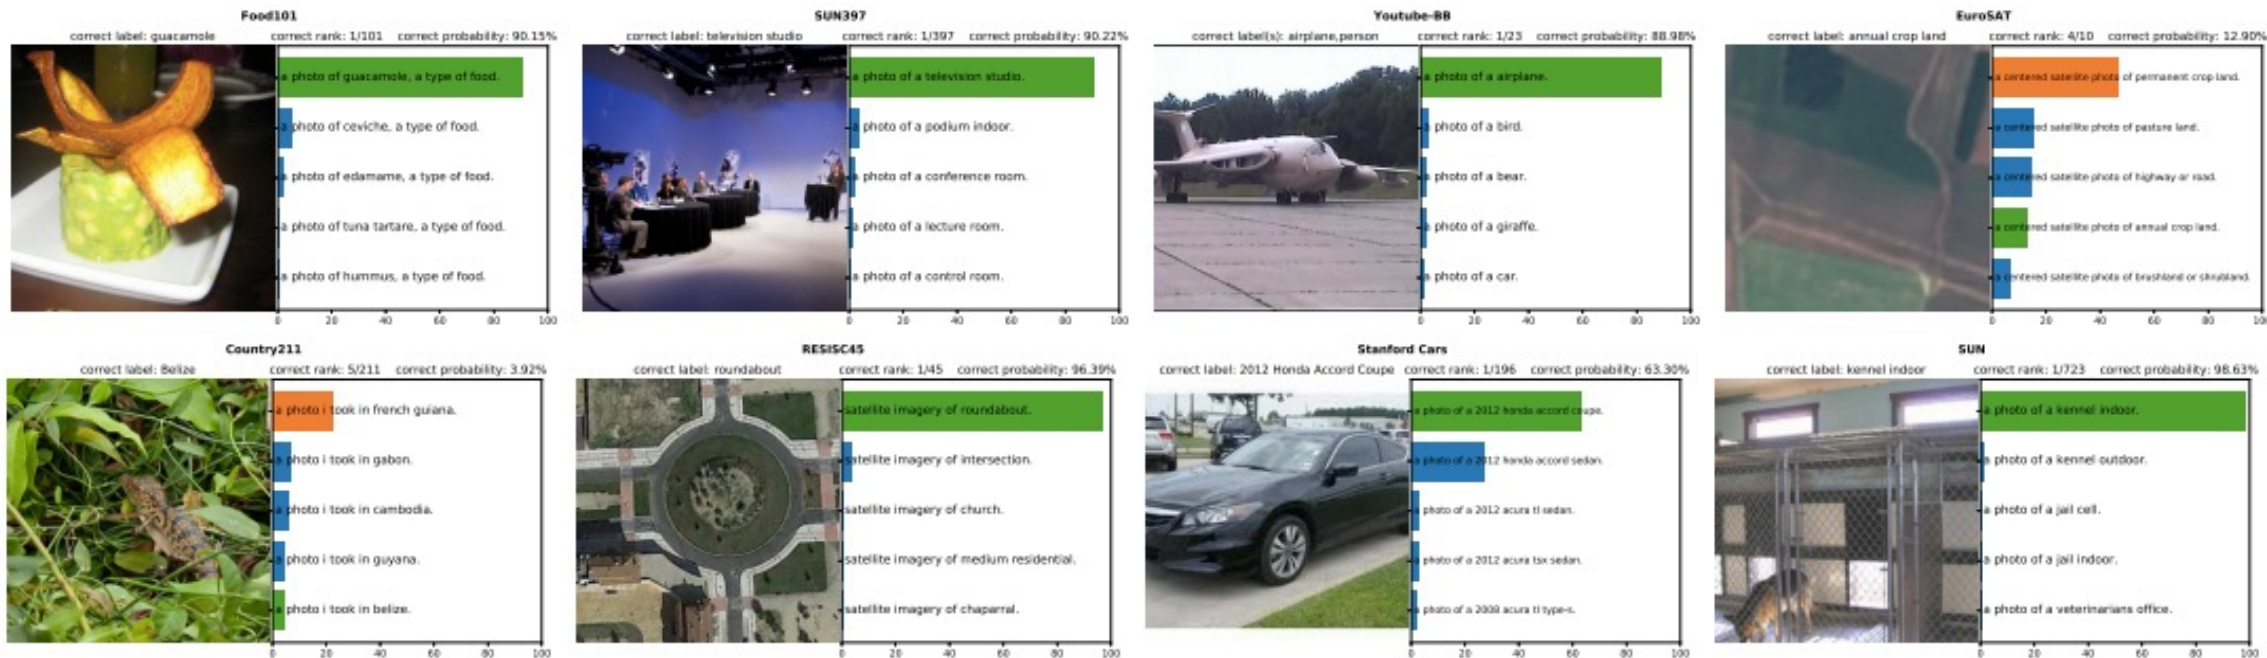 Food101
correct label: guacamole correct rank: 1/101 correct probability: 90.15%
a photo of guacamole, a type of food.
a photo of ceviche, a type of food.
a photo of edamame, a type of food.
a photo of tuna tartare, a type of food.
a photo of hummus, a type of food.
0 20 40 60 80 100
SUN397
correct label: television studio correct rank: 1/397 correct probability: 90.22%
a photo of a television studio.
a photo of a podium indoor.
a photo of a conference room.
a photo of a lecture room.
a photo of a control room.
0 20 40 60 80 100
Youtube-BB
correct label(s): airplane,person correct rank: 1/23 correct probability: 88.98%
a photo of a airplane.
a photo of a bird.
a photo of a bear.
a photo of a giraffe.
a photo of a car.
0 20 40 60 80 100
EuroSAT
correct label: annual crop land correct rank: 4/10 correct probability: 12.90%
a centered satellite photo of permanent crop land.
a centered satellite photo of pasture land.
a centered satellite photo of highway or road.
a centered satellite photo of annual crop land.
a centered satellite photo of brushland or shrubland.
0 20 40 60 80 100
Country211
correct label: Belize correct rank: 5/211 correct probability: 3.92%
a photo i took in french guiana.
a photo i took in gabon.
a photo i took in cambodia.
a photo i took in guyana.
a photo i took in belize.
0 20 40 60 80 100
RESISC45
correct label: roundabout correct rank: 1/45 correct probability: 96.39%
satellite imagery of roundabout.
satellite imagery of intersection.
satellite imagery of church.
satellite imagery of medium residential.
satellite imagery of chaparral.
0 20 40 60 80 100
Stanford Cars
correct label: 2012 Honda Accord Coupe correct rank: 1/196 correct probability: 63.30%
a photo of a 2012 honda accord coupe.
a photo of a 2012 honda accord sedan.
a photo of a 2012 acura tl sedan.
a photo of a 2012 acura tsx sedan.
a photo of a 2008 acura tl type-s.
0 20 40 60 80 100
SUN
correct label: kennel indoor correct rank: 1/723 correct probability: 98.63%
a photo of a kennel indoor.
a photo of a kennel outdoor.
a photo of a jail cell.
a photo of a jail indoor.
a photo of a veterinarians office.
0 20 40 60 80 100